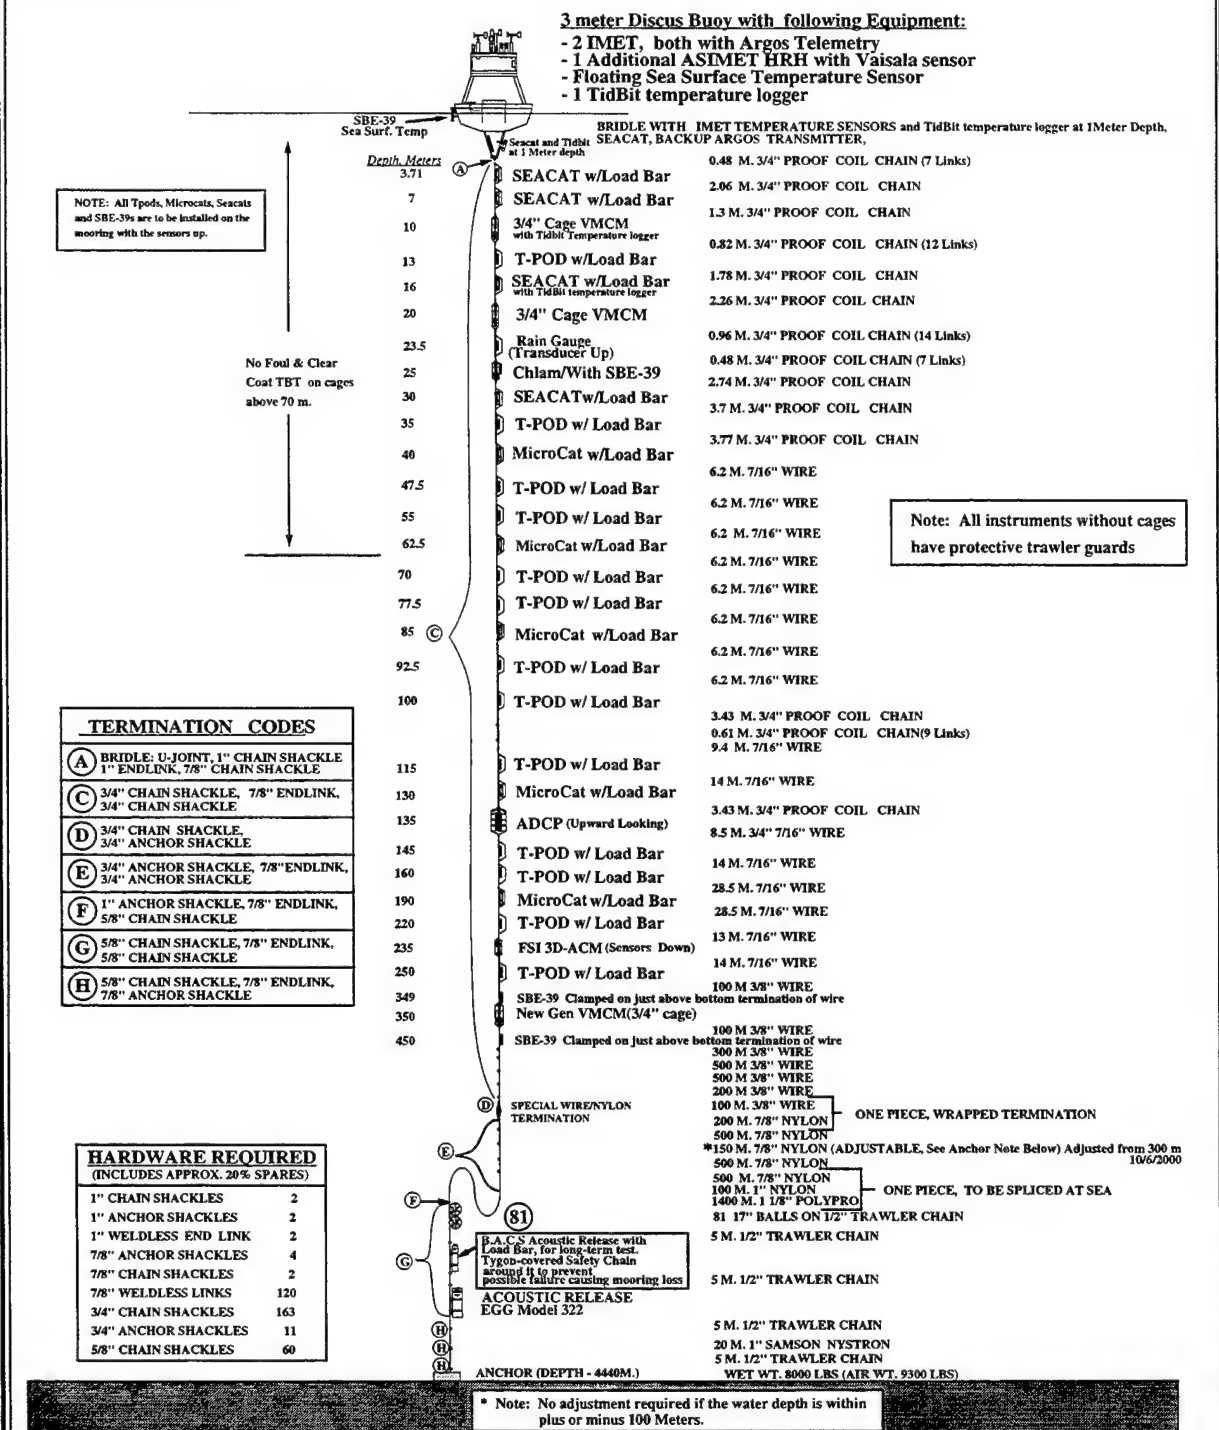 3 meter Discus Buoy with following Equipment:
- 2 IMET, both with Argos Telemetry
- 1 Additional ASIMET HRH with Vaisala sensor
- Floating Sea Surface Temperature Sensor
- 1 TidBit temperature logger
SBE-39
Sea Surf. Temp
BRIDLE WITH IMET TEMPERATURE SENSORS and TidBit temperature logger at 1Meter Depth,
SEACAT, BACKUP ARGOS TRANSMITTER,
Seacat and Tidbit
at 1 Meter depth
Depth, Meters
A
0.48 M. 3/4" PROOF COIL CHAIN (7 Links)
3.71
SEACAT w/Load Bar
2.06 M. 3/4" PROOF COIL CHAIN
7
SEACAT w/Load Bar
1.3 M. 3/4" PROOF COIL CHAIN
10
3/4" Cage VMCM
with Tidbit Temperature logger
0.82 M. 3/4" PROOF COIL CHAIN (12 Links)
13
T-POD w/Load Bar
1.78 M. 3/4" PROOF COIL CHAIN
16
SEACAT w/Load Bar
with TidBit temperature logger
2.26 M. 3/4" PROOF COIL CHAIN
20
3/4" Cage VMCM
0.96 M. 3/4" PROOF COIL CHAIN (14 Links)
23.5
Rain Gauge
(Transducer Up)
0.48 M. 3/4" PROOF COIL CHAIN (7 Links)
25
Chlam/With SBE-39
2.74 M. 3/4" PROOF COIL CHAIN
30
SEACATw/Load Bar
3.7 M. 3/4" PROOF COIL CHAIN
35
T-POD w/ Load Bar
3.77 M. 3/4" PROOF COIL CHAIN
40
MicroCat w/Load Bar
6.2 M. 7/16" WIRE
47.5
T-POD w/ Load Bar
6.2 M. 7/16" WIRE
55
T-POD w/ Load Bar
6.2 M. 7/16" WIRE
62.5
MicroCat w/Load Bar
6.2 M. 7/16" WIRE
70
T-POD w/ Load Bar
6.2 M. 7/16" WIRE
77.5
T-POD w/ Load Bar
6.2 M. 7/16" WIRE
85
C
MicroCat w/Load Bar
6.2 M. 7/16" WIRE
92.5
T-POD w/ Load Bar
6.2 M. 7/16" WIRE
100
T-POD w/ Load Bar
3.43 M. 3/4" PROOF COIL CHAIN
0.61 M. 3/4" PROOF COIL CHAIN(9 Links)
9.4 M. 7/16" WIRE
115
T-POD w/ Load Bar
14 M. 7/16" WIRE
130
MicroCat w/Load Bar
3.43 M. 3/4" PROOF COIL CHAIN
135
ADCP (Upward Looking)
8.5 M. 3/4" 7/16" WIRE
145
T-POD w/ Load Bar
14 M. 7/16" WIRE
160
T-POD w/ Load Bar
28.5 M. 7/16" WIRE
190
MicroCat w/Load Bar
28.5 M. 7/16" WIRE
220
T-POD w/ Load Bar
13 M. 7/16" WIRE
235
FSI 3D-ACM (Sensors Down)
14 M. 7/16" WIRE
250
T-POD w/ Load Bar
100 M 3/8" WIRE
349
SBE-39 Clamped on just above bottom termination of wire
350
New Gen VMCM(3/4" cage)
100 M 3/8" WIRE
450
SBE-39 Clamped on just above bottom termination of wire
300 M 3/8" WIRE
500 M 3/8" WIRE
500 M 3/8" WIRE
200 M 3/8" WIRE
D
SPECIAL WIRE/NYLON
TERMINATION
100 M. 3/8" WIRE
200 M. 7/8" NYLON
ONE PIECE, WRAPPED TERMINATION
500 M. 7/8" NYLON
E
*150 M. 7/8" NYLON (ADJUSTABLE, See Anchor Note Below) Adjusted from 300 m
10/6/2000
500 M. 7/8" NYLON
500 M. 7/8" NYLON
100 M. 1" NYLON
1400 M. 1 1/8" POLYPRO
ONE PIECE, TO BE SPLICED AT SEA
F
81
81 17" BALLS ON 1/2" TRAWLER CHAIN
5 M. 1/2" TRAWLER CHAIN
G
B.A.C.S Acoustic Release with
Load Bar, for long-term test.
Tygon-covered Safety Chain
around it to prevent
possible failure causing mooring loss
5 M. 1/2" TRAWLER CHAIN
ACOUSTIC RELEASE
EGG Model 322
H
5 M. 1/2" TRAWLER CHAIN
H
20 M. 1" SAMSON NYSTRON
H
5 M. 1/2" TRAWLER CHAIN
ANCHOR (DEPTH - 4440M.)
WET WT. 8000 LBS (AIR WT. 9300 LBS)
* Note: No adjustment required if the water depth is within
plus or minus 100 Meters.
NOTE: All Tpods, Microcats, Seacats
and SBE-39s are to be installed on the
mooring with the sensors up.
No Foul & Clear
Coat TBT on cages
above 70 m.
Note: All instruments without cages
have protective trawler guards
TERMINATION CODES
A BRIDLE: U-JOINT, 1" CHAIN SHACKLE
1" ENDLINK, 7/8" CHAIN SHACKLE
C 3/4" CHAIN SHACKLE, 7/8" ENDLINK,
3/4" CHAIN SHACKLE
D 3/4" CHAIN SHACKLE,
3/4" ANCHOR SHACKLE
E 3/4" ANCHOR SHACKLE, 7/8"ENDLINK,
3/4" ANCHOR SHACKLE
F 1" ANCHOR SHACKLE, 7/8" ENDLINK,
5/8" CHAIN SHACKLE
G 5/8" CHAIN SHACKLE, 7/8" ENDLINK,
5/8" CHAIN SHACKLE
H 5/8" CHAIN SHACKLE, 7/8" ENDLINK,
7/8" ANCHOR SHACKLE
HARDWARE REQUIRED
(INCLUDES APPROX. 20% SPARES)
1" CHAIN SHACKLES 2
1" ANCHOR SHACKLES 2
1" WELDLESS END LINK 2
7/8" ANCHOR SHACKLES 4
7/8" CHAIN SHACKLES 2
7/8" WELDLESS LINKS 120
3/4" CHAIN SHACKLES 163
3/4" ANCHOR SHACKLES 11
5/8" CHAIN SHACKLES 60